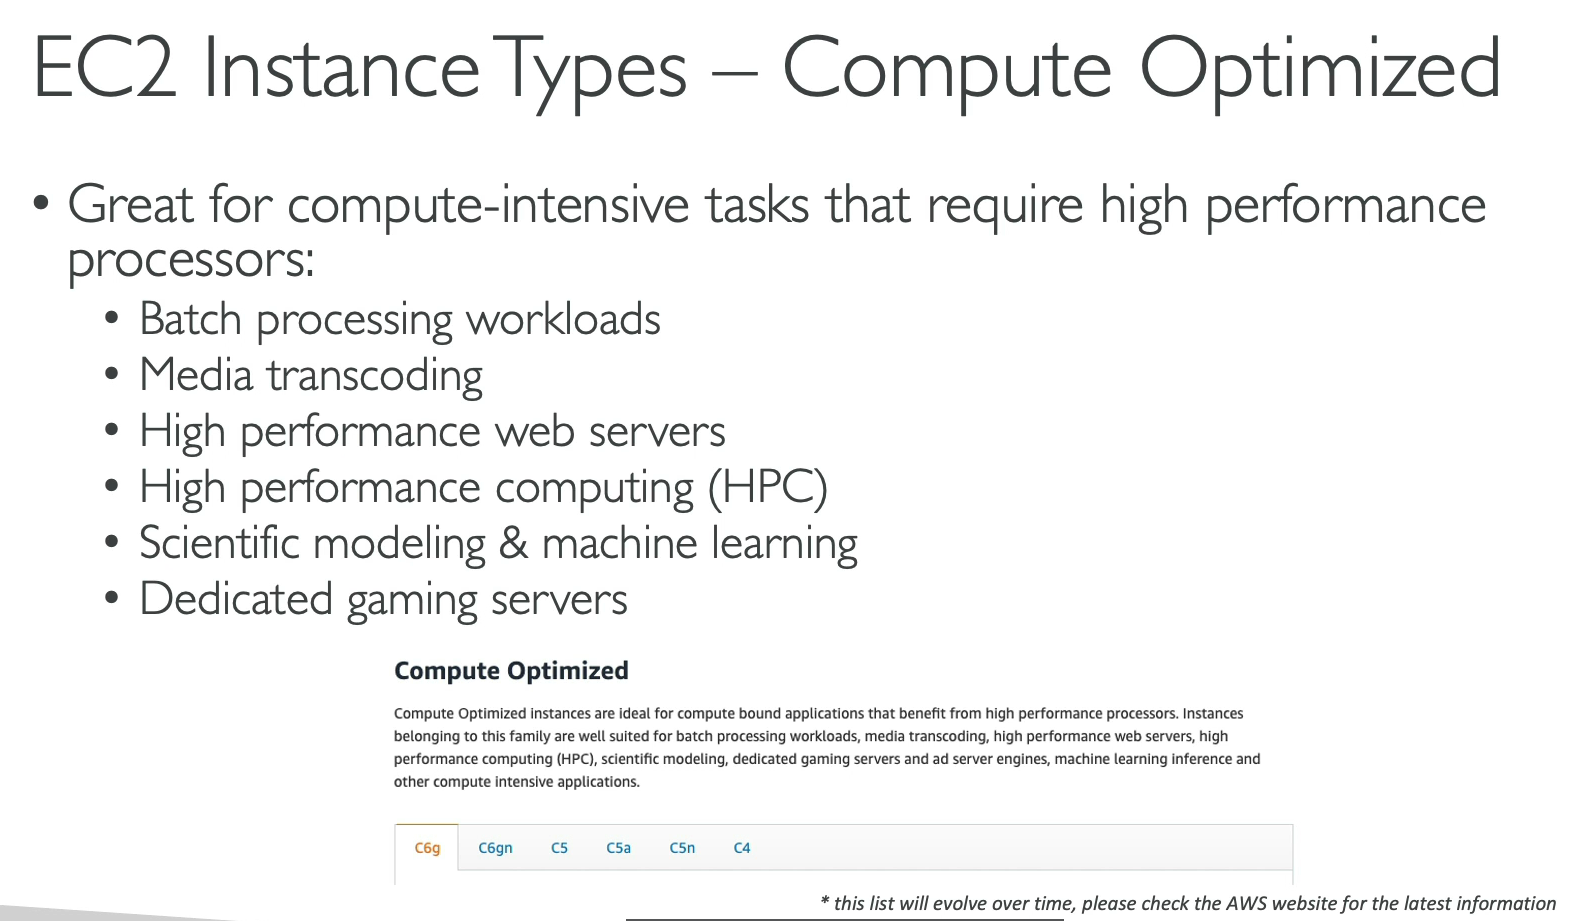 EC2 Instance Types – Compute Optimized
• Great for compute-intensive tasks that require high performance
processors:
• Batch processing workloads
• Media transcoding
• High performance web servers
• High performance computing (HPC)
• Scientific modeling & machine learning
• Dedicated gaming servers
Compute Optimized
Compute Optimized instances are ideal for compute bound applications that benefit from high performance processors. Instances
belonging to this family are well suited for batch processing workloads, media transcoding, high performance web servers, high
performance computing (HPC), scientific modeling, dedicated gaming servers and ad server engines, machine learning inference and
other compute intensive applications.
C6g C6gn C5 C5a C5n C4
* this list will evolve over time, please check the AWS website for the latest information